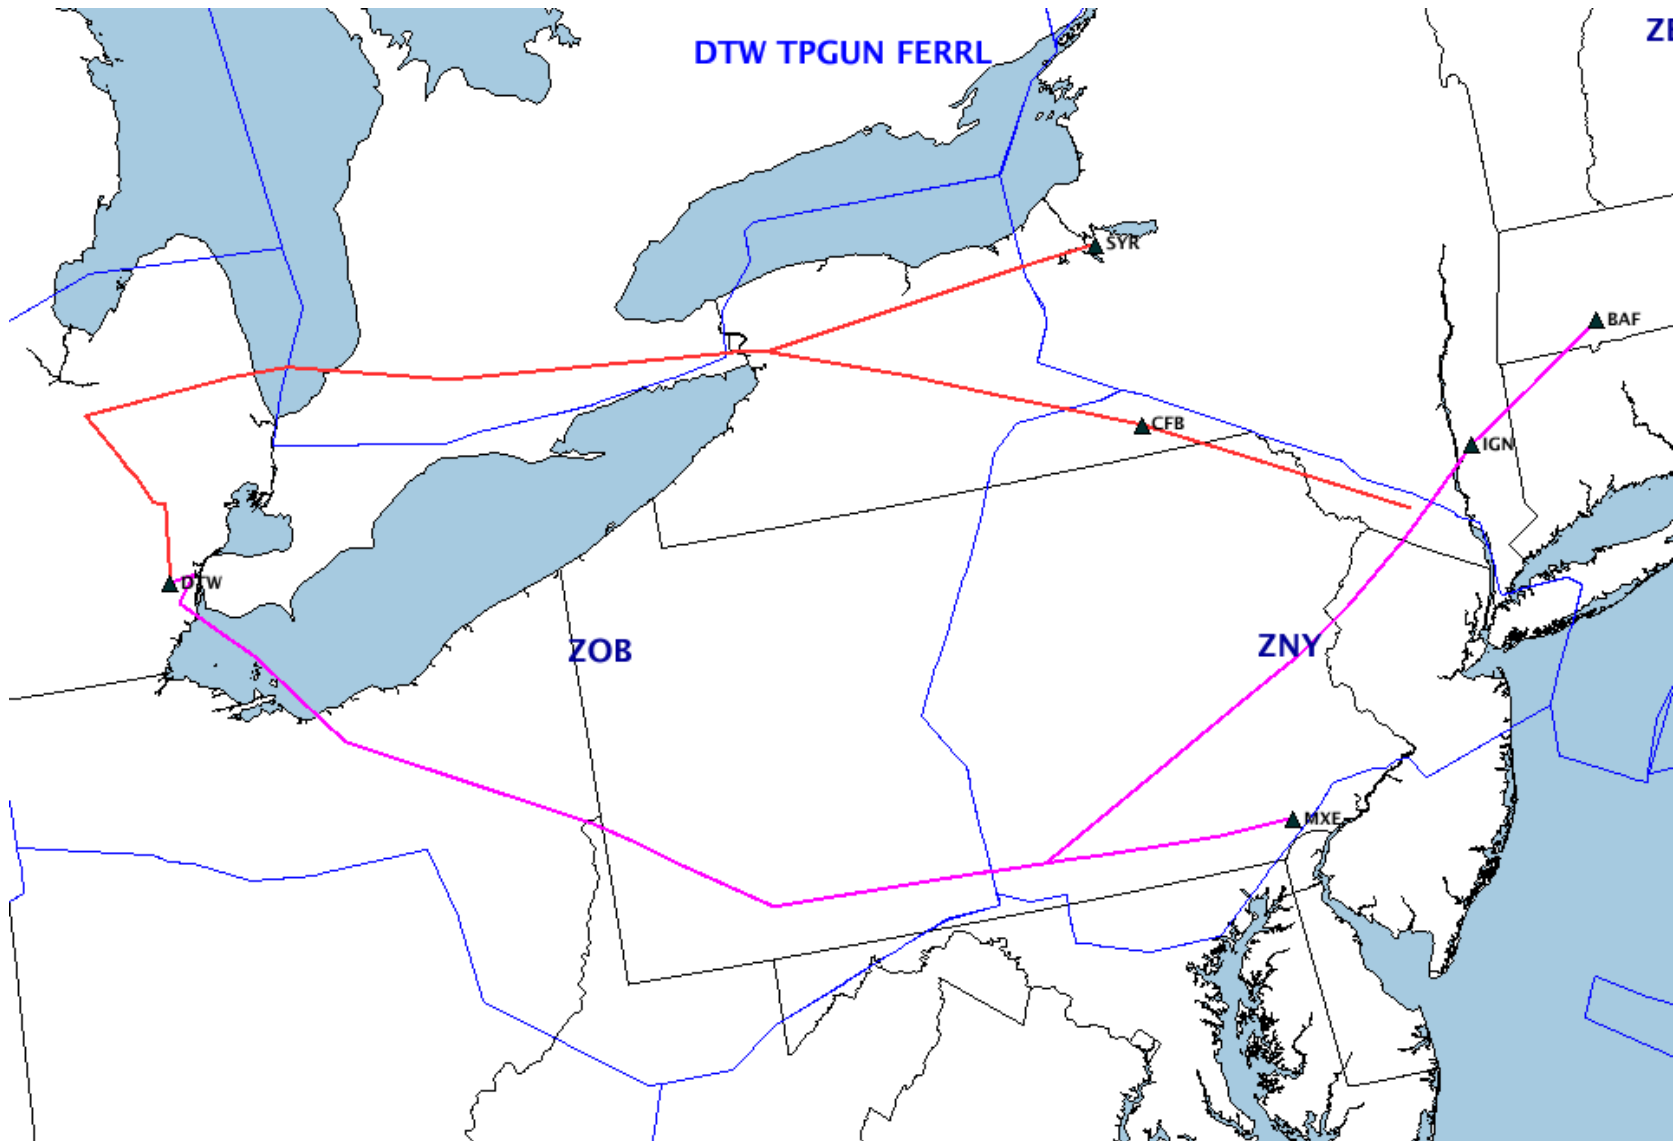 DTW TPGUN FERRL
SYR
BAF
CFB
IGN
DTW
ZOB
ZNY
MXE